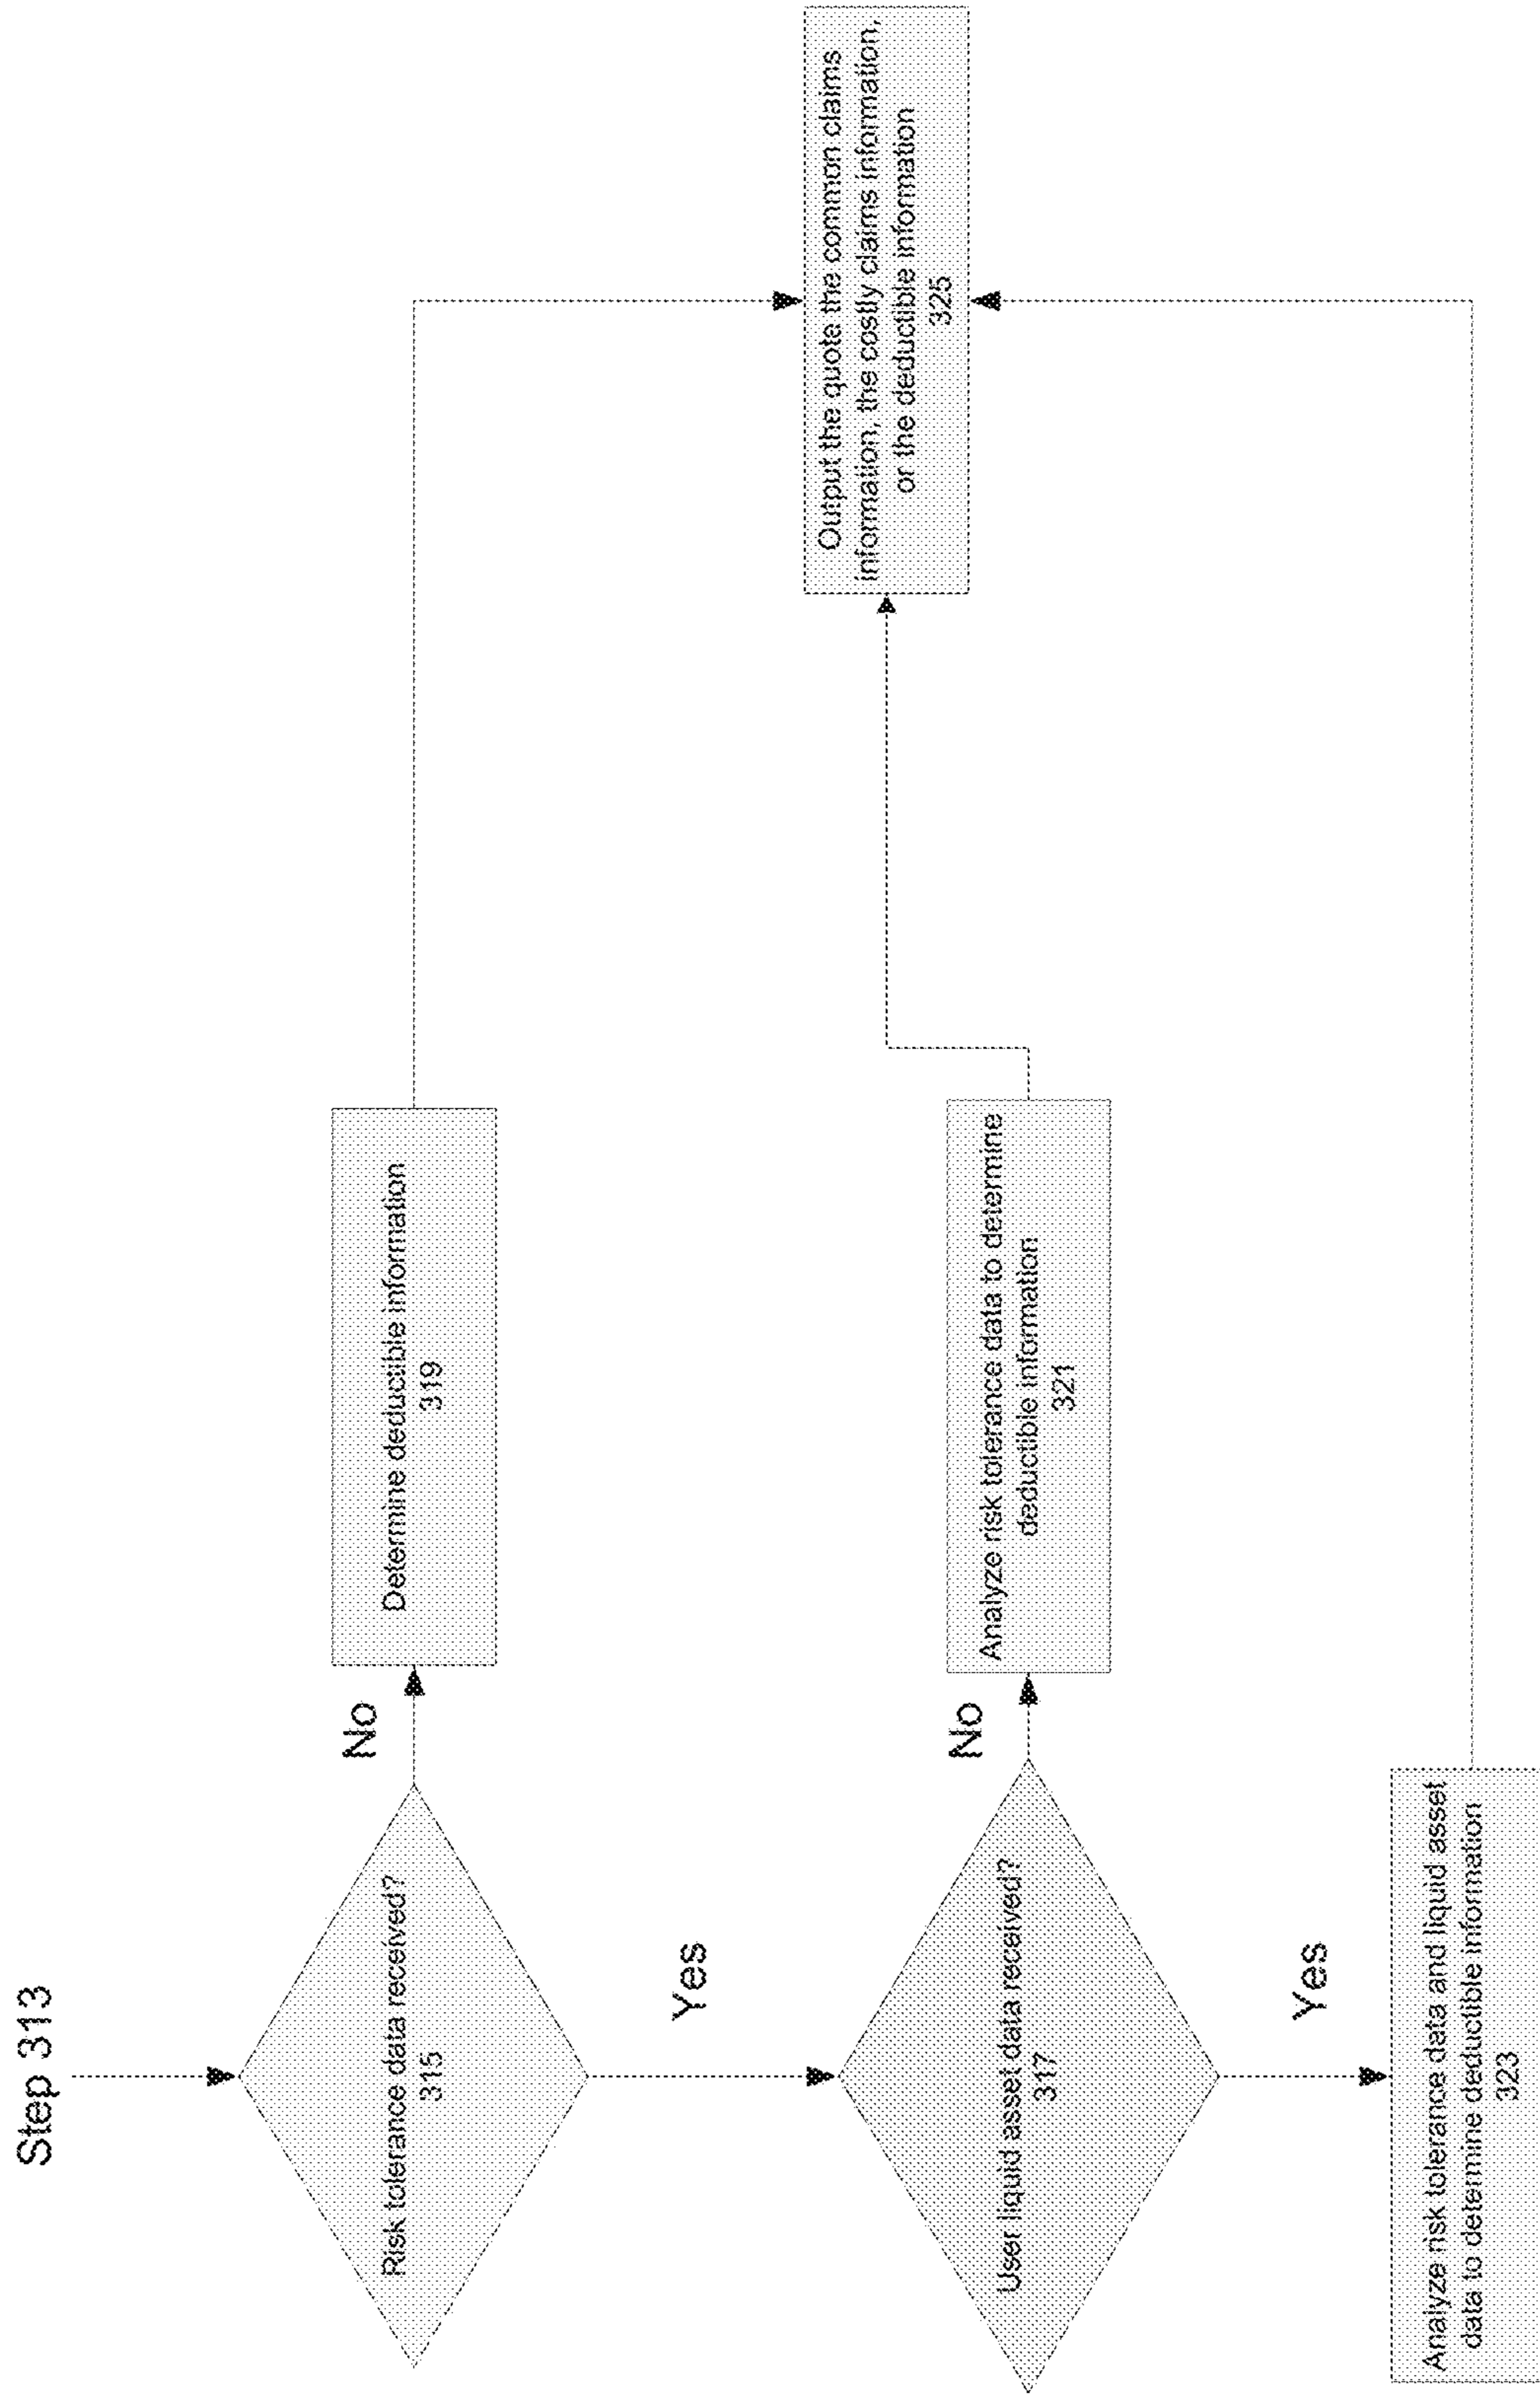 Step 313
Risk tolerance data received?
315
No
Determine deductible information
319
Yes
User liquid asset data received?
317
No
Analyze risk tolerance data to determine
deductible information
321
Output the quote the common claims
information, the costly claims information,
or the deductible information
325
Yes
Analyze risk tolerance data and liquid asset
data to determine deductible information
323